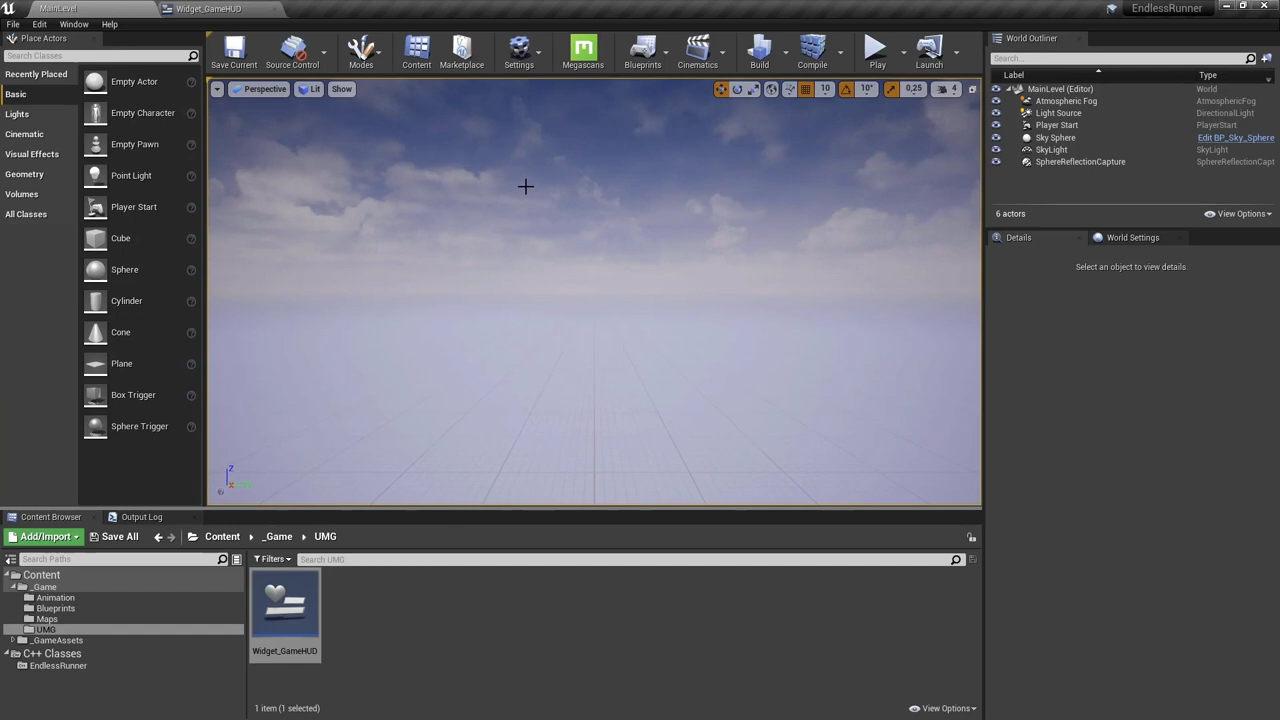 MainLevel
Widget_GameHUD
EndlessRunner
File Edit Window Help
Place Actors
Search Classes
Recently Placed
Basic
Lights
Cinematic
Visual Effects
Geometry
Volumes
All Classes
Empty Actor
Empty Character
Empty Pawn
Point Light
Player Start
Cube
Sphere
Cylinder
Cone
Plane
Box Trigger
Sphere Trigger
Save Current
Source Control
Modes
Content
Marketplace
Settings
Megascans
Blueprints
Cinematics
Build
Compile
Play
Launch
Perspective
Lit
Show
10
10°
0,25
4
Z
X
World Outliner
Search...
Label Type
MainLevel (Editor) World
Atmospheric Fog AtmosphericFog
Light Source DirectionalLight
Player Start PlayerStart
Sky Sphere Edit BP_Sky_Sphere
SkyLight SkyLight
SphereReflectionCapture SphereReflectionCapt
6 actors
View Options
Details
World Settings
Select an object to view details.
Content Browser
Output Log
Add/Import
Save All
Content
_Game
UMG
Search Paths
Filters
Search UMG
Content
_Game
Animation
Blueprints
Maps
UMG
_GameAssets
C++ Classes
EndlessRunner
Widget_GameHUD
1 item (1 selected)
View Options